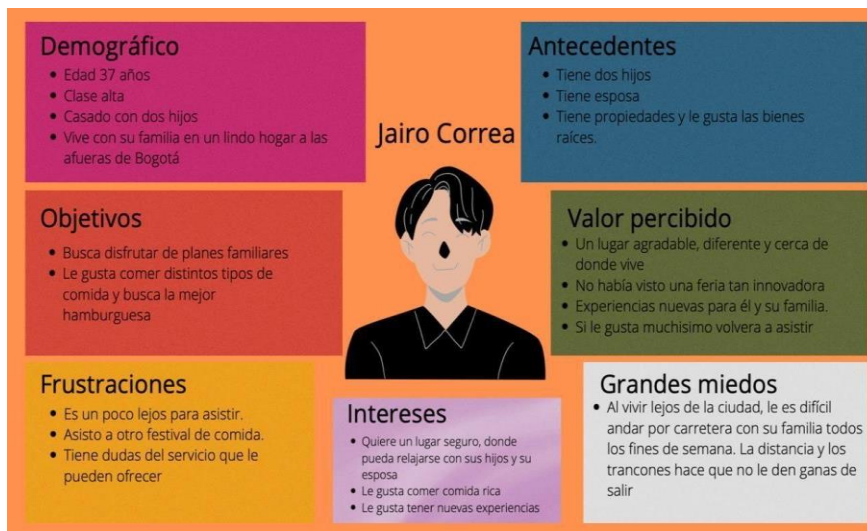 Demográfico
• Edad 37 años
• Clase alta
• Casado con dos hijos
• Vive con su familia en un lindo hogar a las
afueras de Bogotá
Antecedentes
• Tiene dos hijos
• Tiene esposa
• Tiene propiedades y le gusta las bienes
raíces.
Jairo Correa
Objetivos
• Busca disfrutar de planes familiares
• Le gusta comer distintos tipos de
comida y busca la mejor
hamburguesa
Valor percibido
• Un lugar agradable, diferente y cerca de
donde vive
• No había visto una feria tan innovadora
• Experiencias nuevas para él y su familia.
• Si le gusta muchisimo volvera a asistir
Frustraciones
• Es un poco lejos para asistir.
• Asisto a otro festival de comida.
• Tiene dudas del servicio que le
pueden ofrecer
Intereses
• Quiere un lugar seguro, donde
pueda relajarse con sus hijos y su
esposa
• Le gusta comer comida rica
• Le gusta tener nuevas experiencias
Grandes miedos
• Al vivir lejos de la ciudad, le es difícil
andar por carretera con su familia todos
los fines de semana. La distancia y los
trancones hace que no le den ganas de
salir